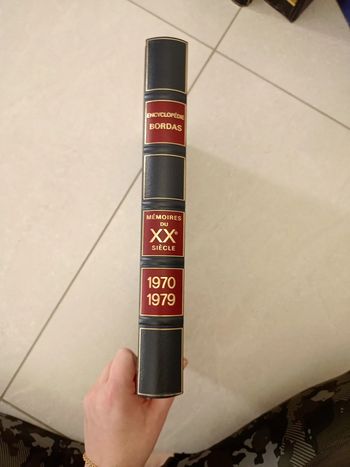 ENCYCLOPÉDIE
BORDAS
MÉMOIRES
DU
XXe
SIÈCLE
1970
1979